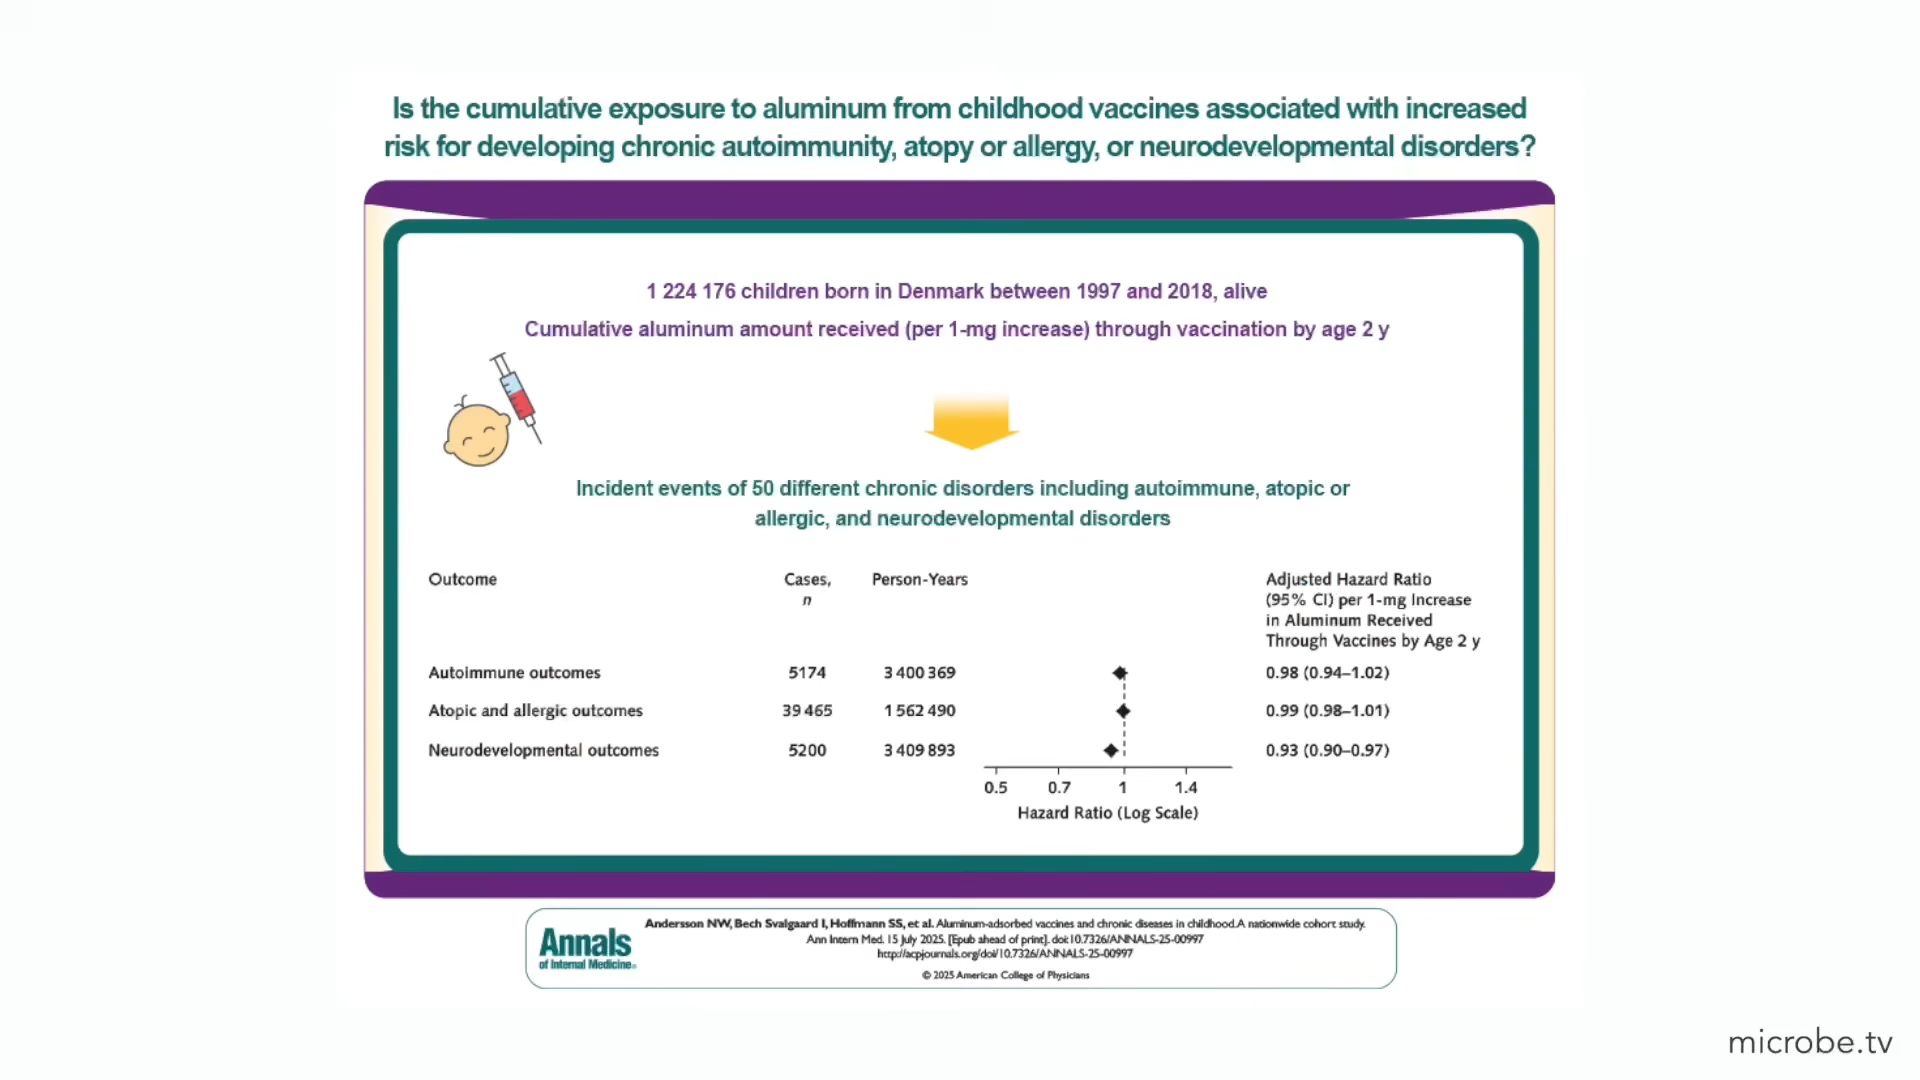 Is the cumulative exposure to aluminum from childhood vaccines associated with increased
risk for developing chronic autoimmunity, atopy or allergy, or neurodevelopmental disorders?
1 224 176 children born in Denmark between 1997 and 2018, alive
Cumulative aluminum amount received (per 1-mg increase) through vaccination by age 2 y
Incident events of 50 different chronic disorders including autoimmune, atopic or
allergic, and neurodevelopmental disorders
Outcome Cases, Person-Years Adjusted Hazard Ratio
n (95% CI) per 1-mg Increase
in Aluminum Received
Through Vaccines by Age 2 y
Autoimmune outcomes 5174 3 400 369 0.98 (0.94–1.02)
Atopic and allergic outcomes 39 465 1 562 490 0.99 (0.98–1.01)
Neurodevelopmental outcomes 5200 3 409 893 0.93 (0.90–0.97)
0.5 0.7 1 1.4
Hazard Ratio (Log Scale)
Annals
of Internal Medicine®
Andersson NW, Bech Svalgaard I, Hoffmann SS, et al. Aluminum-adsorbed vaccines and chronic diseases in childhood. A nationwide cohort study.
Ann Intern Med. 15 July 2025. [Epub ahead of print]. doi:10.7326/ANNALS-25-00997
http://acpjournals.org/doi/10.7326/ANNALS-25-00997
© 2025 American College of Physicians
microbe.tv